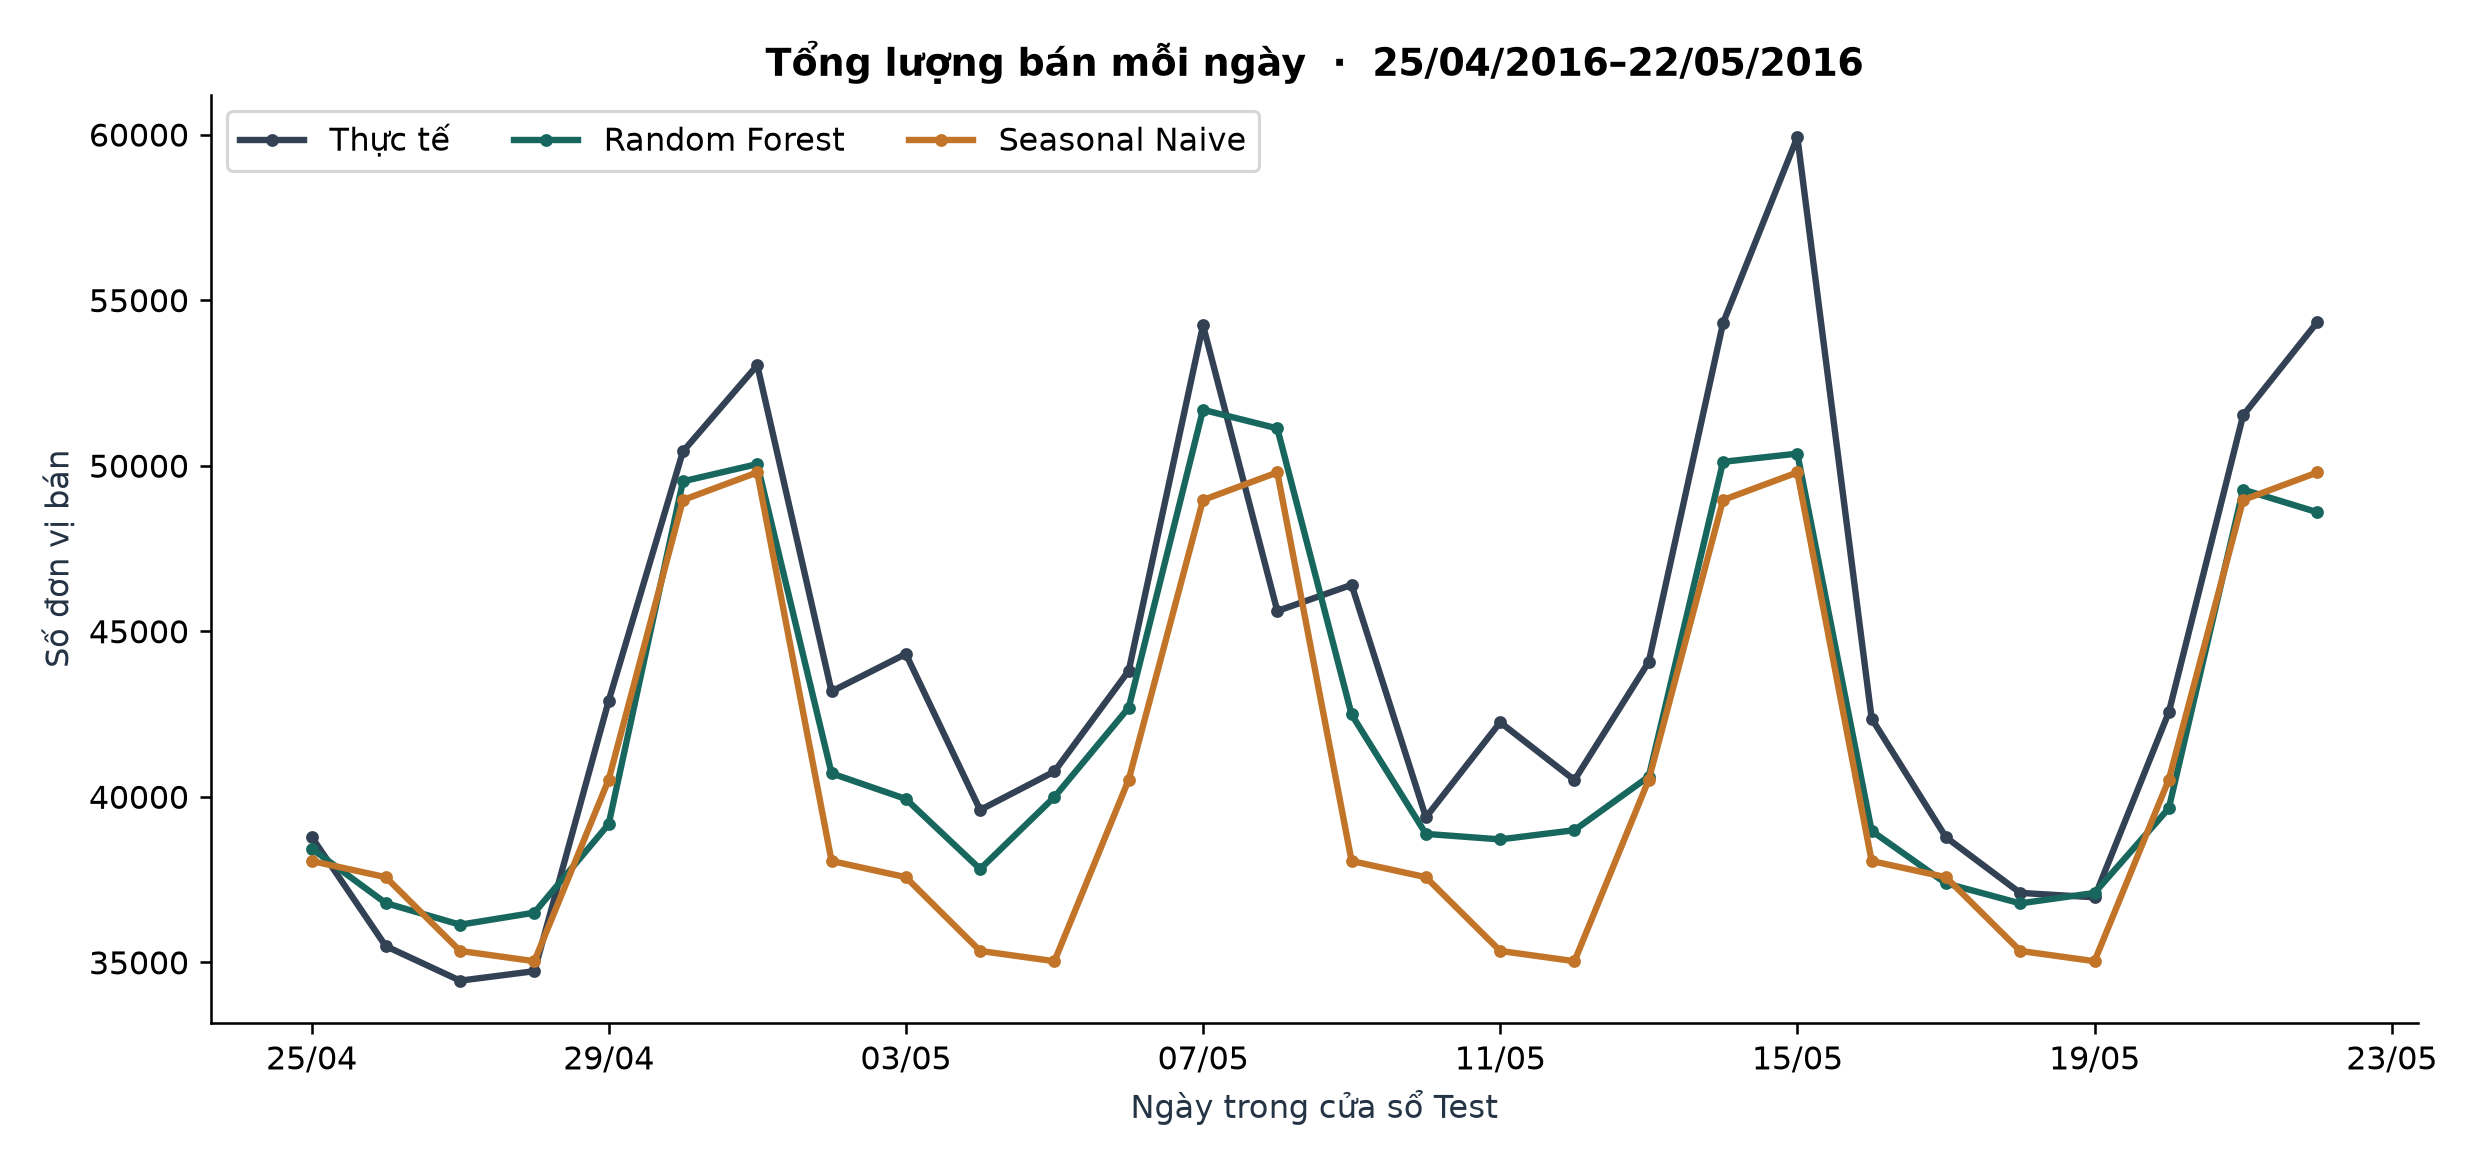 Tổng lượng bán mỗi ngày · 25/04/2016–22/05/2016
Thực tế Random Forest Seasonal Naive
60000
55000
50000
45000
40000
35000
Số đơn vị bán
25/04 29/04 03/05 07/05 11/05 15/05 19/05 23/05
Ngày trong cửa sổ Test